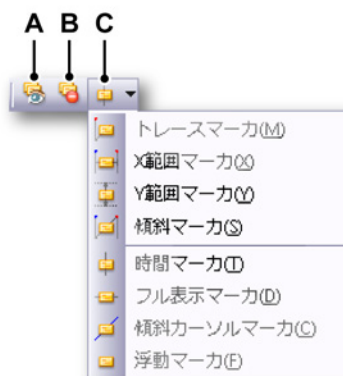 A B C
トレースマーカ(M)
X範囲マーカ(X)
Y範囲マーカ(Y)
傾斜マーカ(S)
時間マーカ(T)
フル表示マーカ(D)
傾斜カーソルマーカ(C)
浮動マーカ(F)